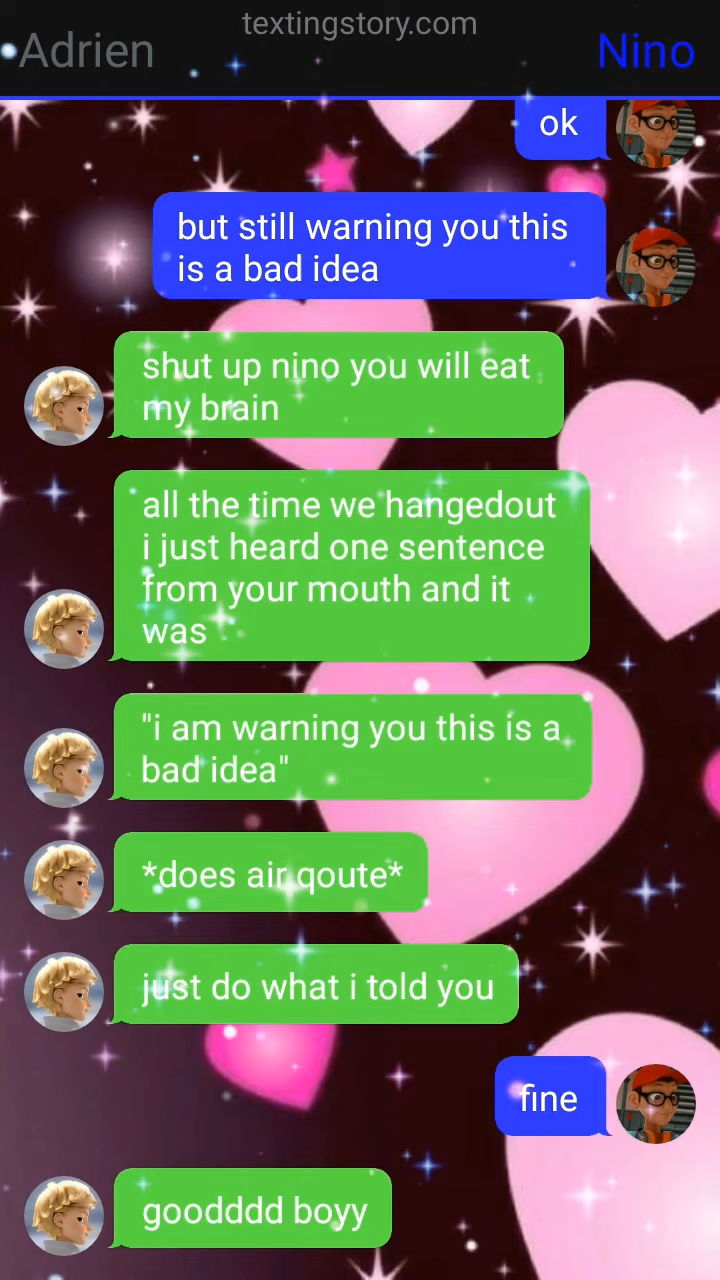 textingstory.com
Adrien
Nino
ok
but still warning you this
is a bad idea
shut up nino you will eat
my brain
all the time we hangedout
i just heard one sentence
from your mouth and it
was
"i am warning you this is a
bad idea"
*does air qoute*
just do what i told you
fine
goodddd boyy